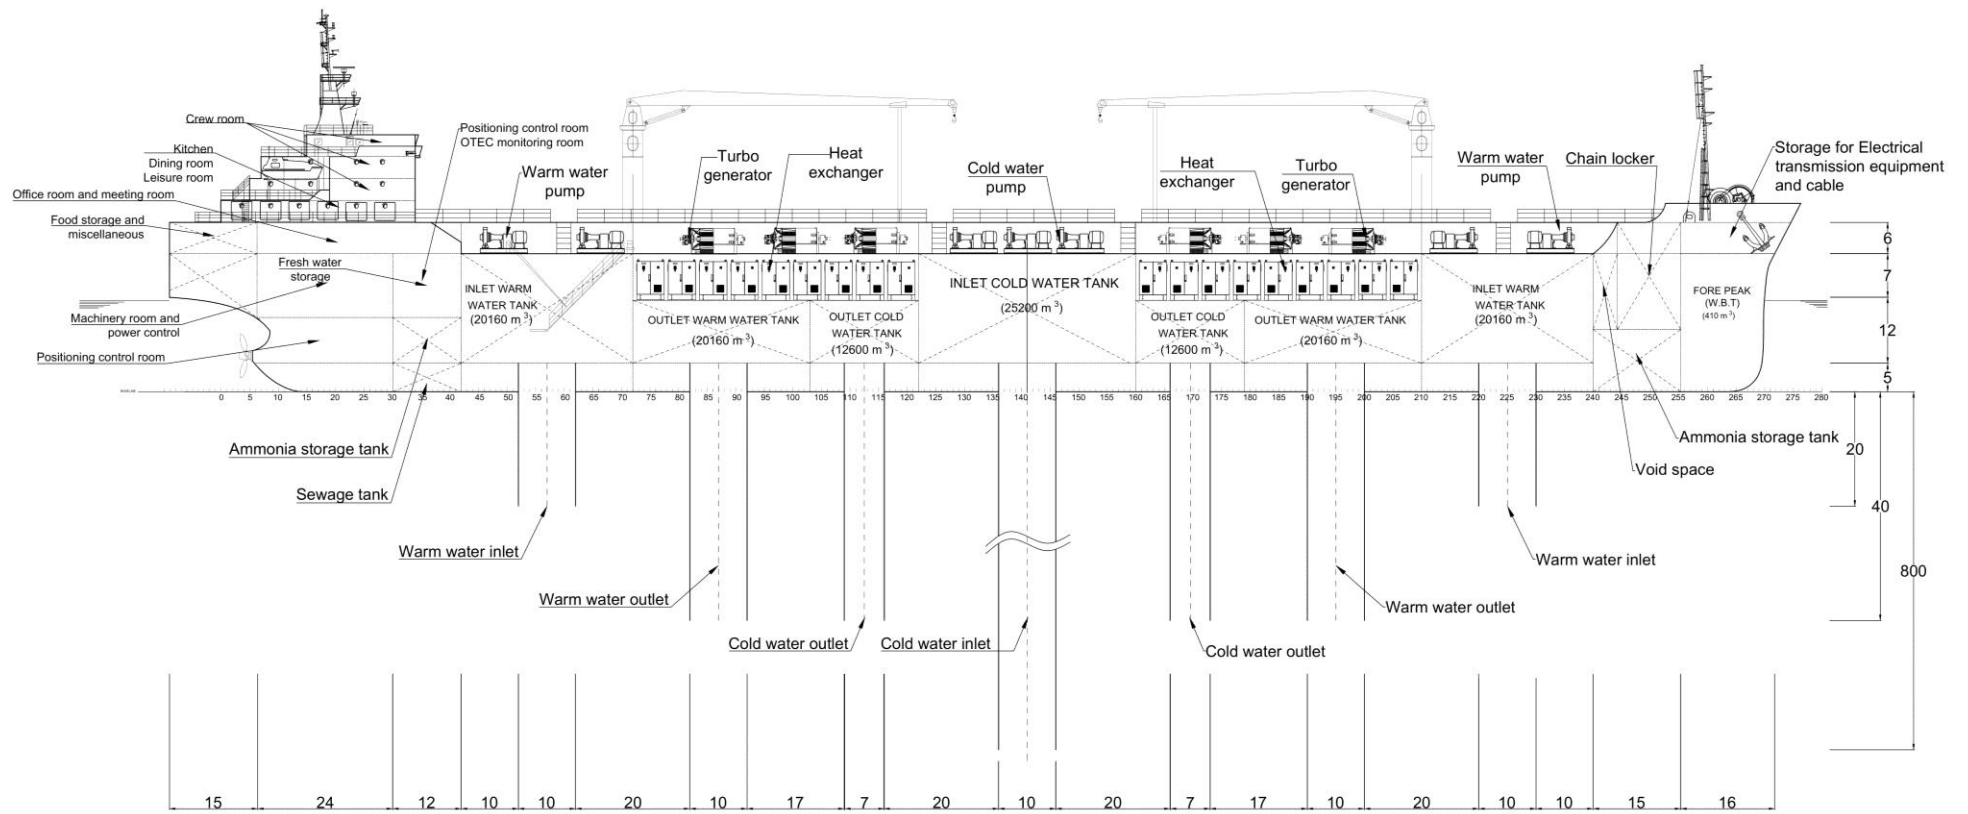 Crew room
Kitchen
Dining room
Leisure room
Office room and meeting room
Food storage and
miscellaneous
Fresh water
storage
Machinery room and
power control
Positioning control room
Positioning control room
OTEC monitoring room
Warm water
pump
Turbo
generator
Heat
exchanger
Cold water
pump
Heat
exchanger
Turbo
generator
Warm water
pump
Chain locker
Storage for Electrical
transmission equipment
and cable
INLET WARM
WATER TANK
(20160 m³)
OUTLET WARM WATER TANK
(20160 m³)
OUTLET COLD
WATER TANK
(12600 m³)
INLET COLD WATER TANK
(25200 m³)
OUTLET COLD
WATER TANK
(12600 m³)
OUTLET WARM WATER TANK
(20160 m³)
INLET WARM
WATER TANK
(20160 m³)
FORE PEAK
(W.B.T)
(410 m³)
6
7
12
5
0 5 10 15 20 25 30 35 40 45 50 55 60 65 70 75 80 85 90 95 100 105 110 115 120 125 130 135 140 145 150 155 160 165 170 175 180 185 190 195 200 205 210 215 220 225 230 235 240 245 250 255 260 265 270 275 280
Ammonia storage tank
Sewage tank
Warm water inlet
Warm water outlet
Cold water outlet
Cold water inlet
Cold water outlet
Warm water outlet
Warm water inlet
Void space
Ammonia storage tank
20
40
800
15 24 12 10 10 20 10 17 7 20 10 20 7 17 10 20 10 10 15 16